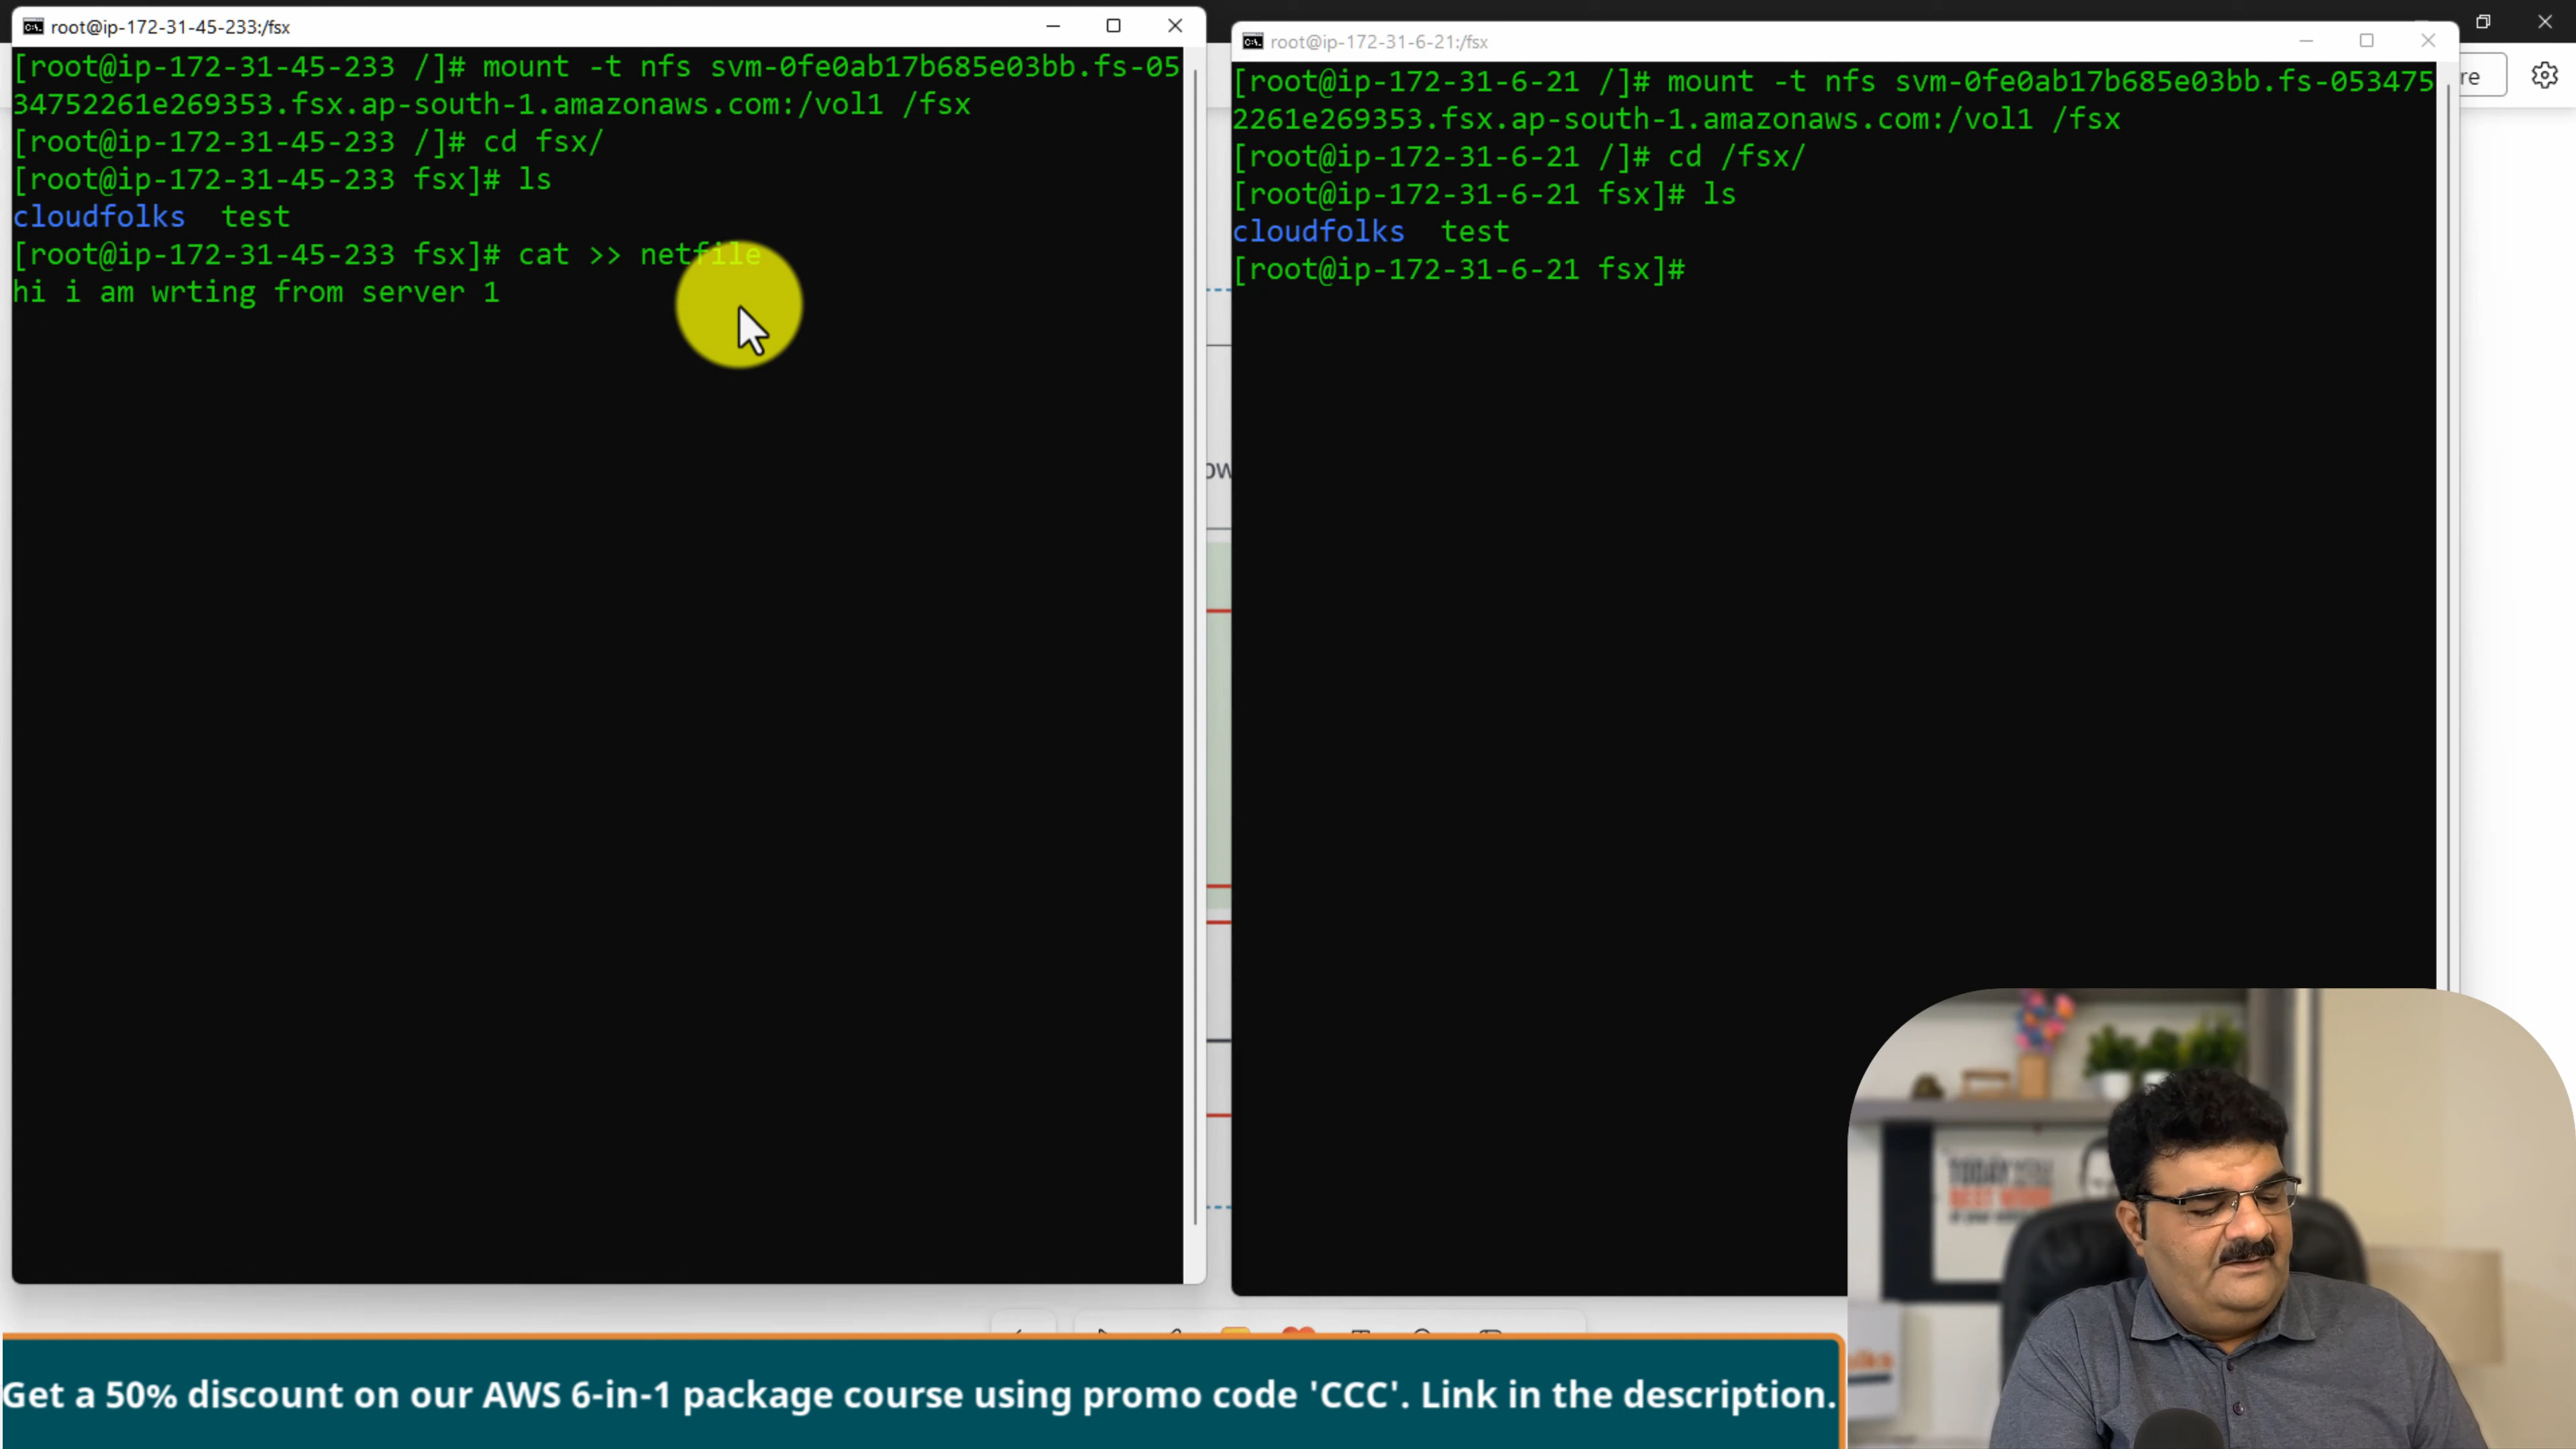 root@ip-172-31-45-233:/fsx
[root@ip-172-31-45-233 /]# mount -t nfs svm-0fe0ab17b685e03bb.fs-05
34752261e269353.fsx.ap-south-1.amazonaws.com:/vol1 /fsx
[root@ip-172-31-45-233 /]# cd fsx/
[root@ip-172-31-45-233 fsx]# ls
cloudfolks  test
[root@ip-172-31-45-233 fsx]# cat >> netfile
hi i am wrting from server 1
root@ip-172-31-6-21:/fsx
[root@ip-172-31-6-21 /]# mount -t nfs svm-0fe0ab17b685e03bb.fs-053475
2261e269353.fsx.ap-south-1.amazonaws.com:/vol1 /fsx
[root@ip-172-31-6-21 /]# cd /fsx/
[root@ip-172-31-6-21 fsx]# ls
cloudfolks  test
[root@ip-172-31-6-21 fsx]#
re
ow
TODAY
BEST
Get a 50% discount on our AWS 6-in-1 package course using promo code 'CCC'. Link in the description.